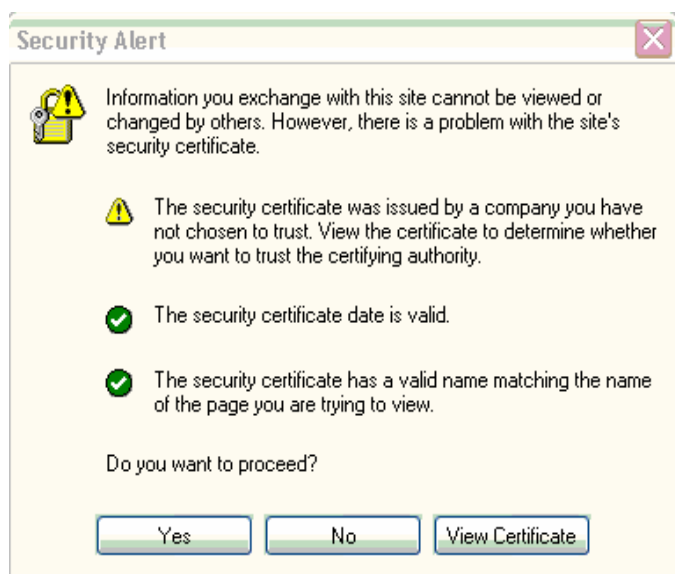 Security Alert
Information you exchange with this site cannot be viewed or
changed by others. However, there is a problem with the site's
security certificate.
The security certificate was issued by a company you have
not chosen to trust. View the certificate to determine whether
you want to trust the certifying authority.
The security certificate date is valid.
The security certificate has a valid name matching the name
of the page you are trying to view.
Do you want to proceed?
Yes No View Certificate